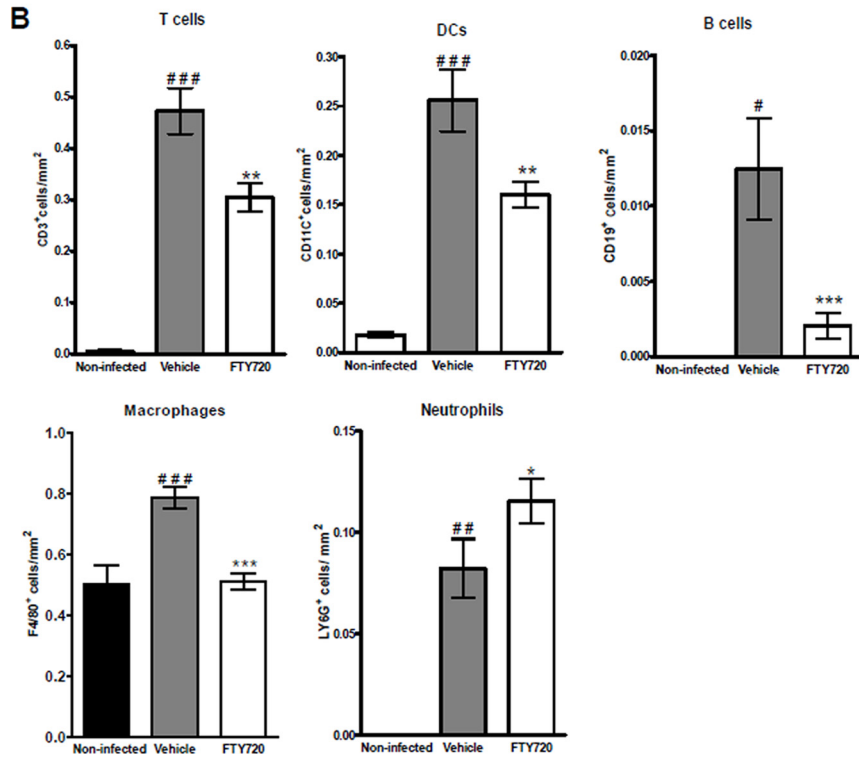 B
T cells
CD3+cells/mm2
0.6
0.5
0.4
0.3
0.2
0.1
0.0
###
**
Non-infected Vehicle FTY720
DCs
CD11C+cells/mm2
0.30
0.25
0.20
0.15
0.10
0.05
0.00
###
**
Non-infected Vehicle FTY720
B cells
CD19+ cells/mm2
0.020
0.015
0.010
0.005
0.000
#
***
Non-infected Vehicle FTY720
Macrophages
F4/80+ cells/mm2
1.0
0.8
0.6
0.4
0.2
0.0
###
***
Non-infected Vehicle FTY720
Neutrophils
LY6G+ cells/ mm2
0.15
0.10
0.05
0.00
##
*
Non-infected Vehicle FTY720